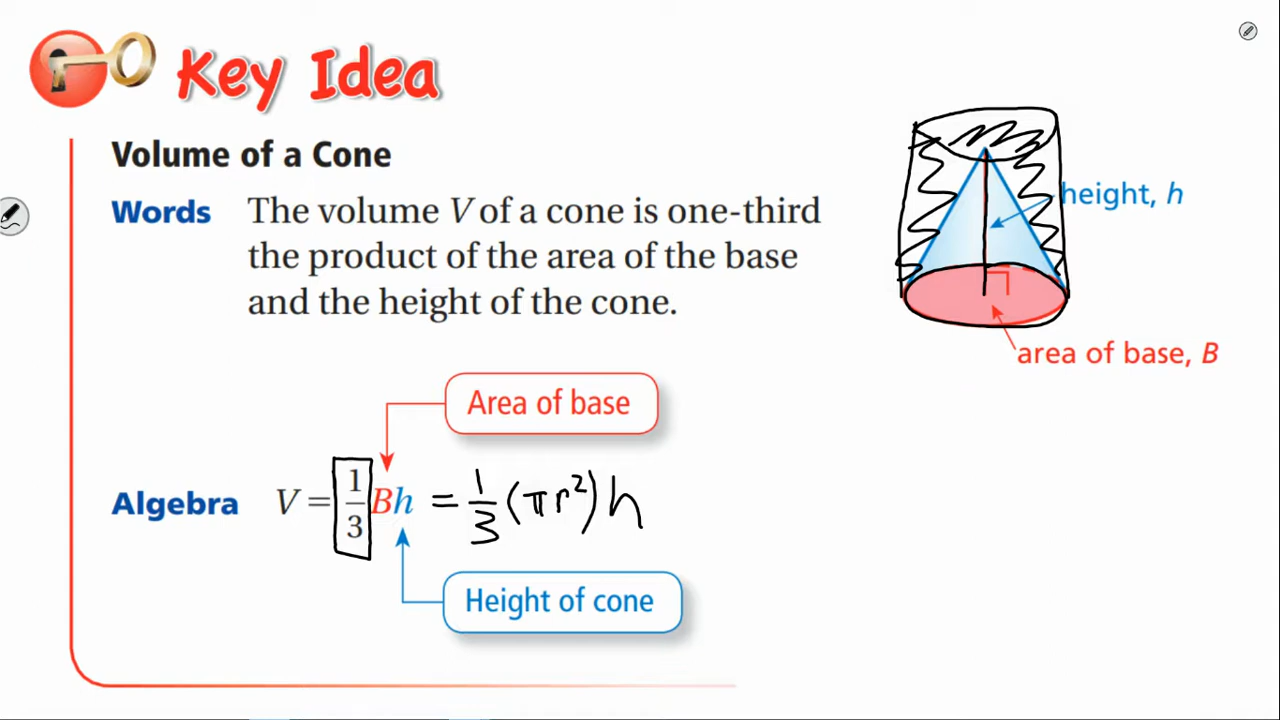 Key Idea
Volume of a Cone
Words The volume V of a cone is one-third
the product of the area of the base
and the height of the cone.
height, h
area of base, B
Area of base
Algebra V = 1/3 Bh = 1/3 (πr²) h
Height of cone